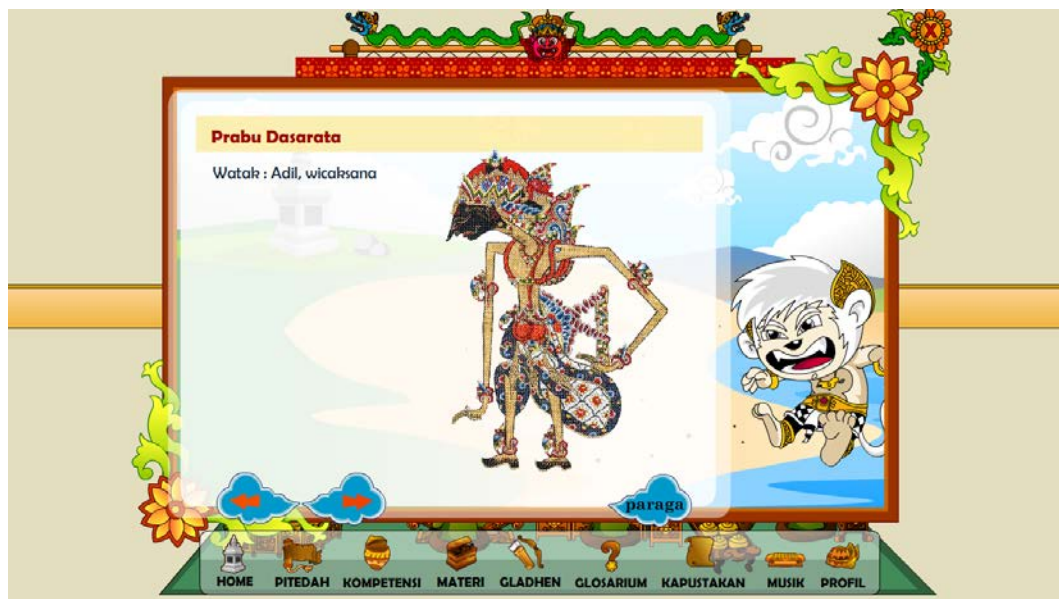 X
Prabu Dasarata
Watak : Adil, wicaksana
paraga
HOME PITEDAH KOMPETENSI MATERI GLADHEN GLOSARIUM KAPUSTAKAN MUSIK PROFIL